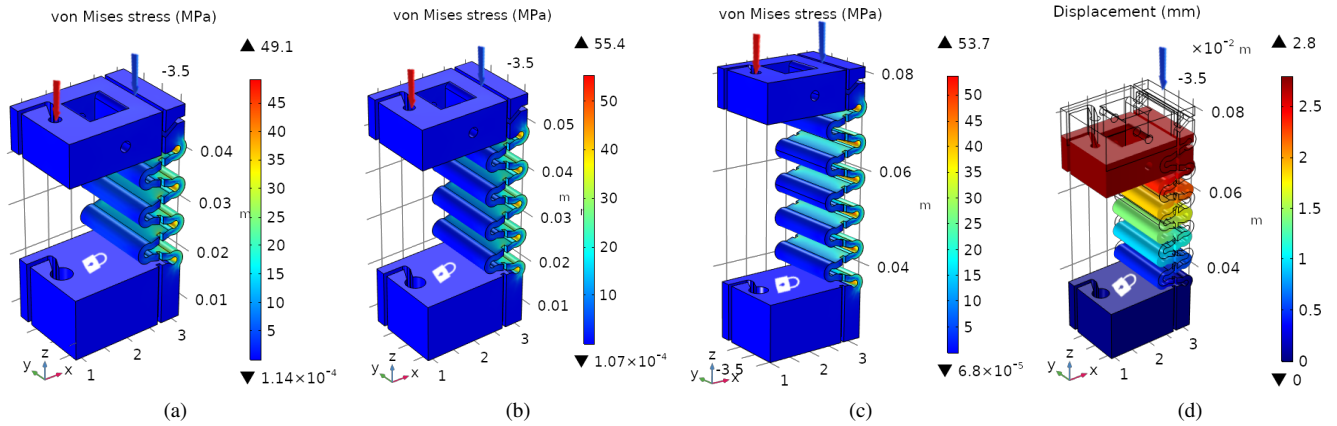 von Mises stress (MPa)
▲ 49.1
-3.5
45
40
35
30
25
20
15
10
5
0.04
0.03
0.02
0.01
m
3
2
1
z
y
x
▼ 1.14×10⁻⁴
(a)
von Mises stress (MPa)
▲ 55.4
-3.5
50
40
30
20
10
0
0.05
0.04
0.03
0.02
0.01
m
3
2
1
z
y
x
▼ 1.07×10⁻⁴
(b)
von Mises stress (MPa)
▲ 53.7
50
45
40
35
30
25
20
15
10
5
0.08
0.06
0.04
m
3
2
1
-3.5
z
y
x
▼ 6.8×10⁻⁵
(c)
Displacement (mm)
×10⁻² m
▲ 2.8
-3.5
2.5
2
1.5
1
0.5
0
0.08
0.06
0.04
m
3
2
1
z
y
x
▼ 0
(d)